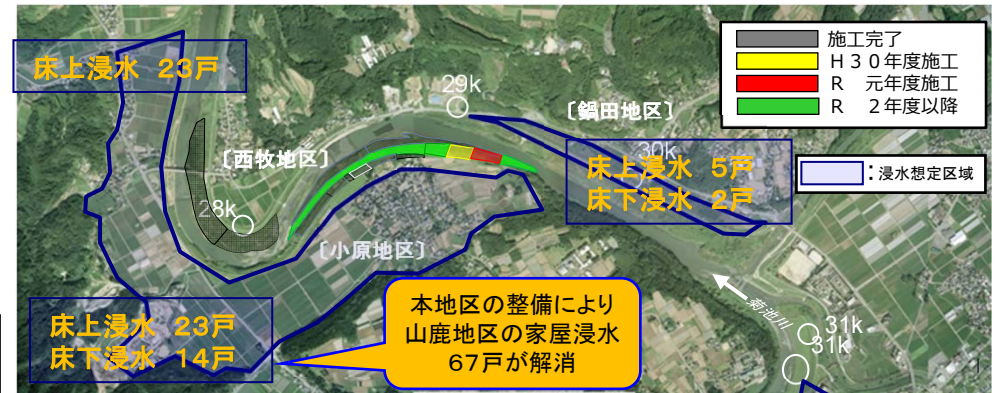 床上浸水 23戸
施工完了
H30年度施工
R 元年度施工
R 2年度以降
:浸水想定区域
29k
〔鍋田地区〕
30k
床上浸水 5戸
床下浸水 2戸
〔西牧地区〕
28k
〔小原地区〕
床上浸水 23戸
床下浸水 14戸
本地区の整備により
山鹿地区の家屋浸水
67戸が解消
菊池川
31k
31k